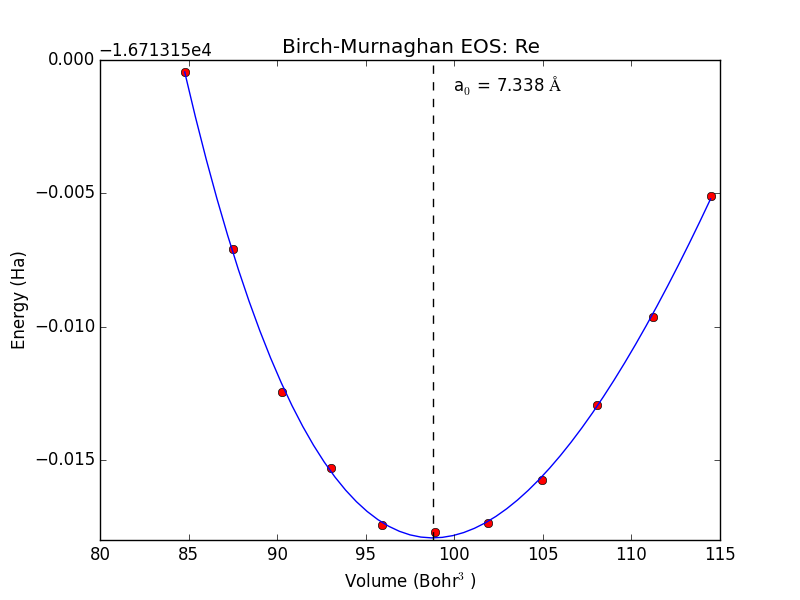 Birch-Murnaghan EOS: Re
−1.671315e4
a₀ = 7.338 Å
0.000
−0.005
−0.010
−0.015
Energy (Ha)
80 85 90 95 100 105 110 115
Volume (Bohr³ )